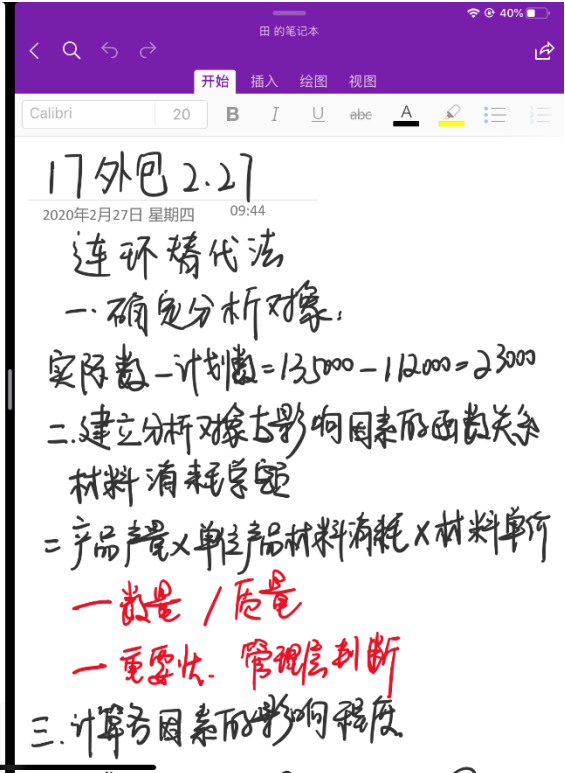 40%
田 的笔记本
开始 插入 绘图 视图
Calibri 20 B I U abc A
17外包2.27
2020年2月27日 星期四 09:44
连环替代法
一.确定分析对象:
实际数-计划数=135000-112000=23000
二.建立分析对象与影响因素的函数关系
材料消耗总额
=产品产量×单位产品材料消耗×材料单价
一数量/质量
一重要性.管理层判断
三.计算各因素的影响程度